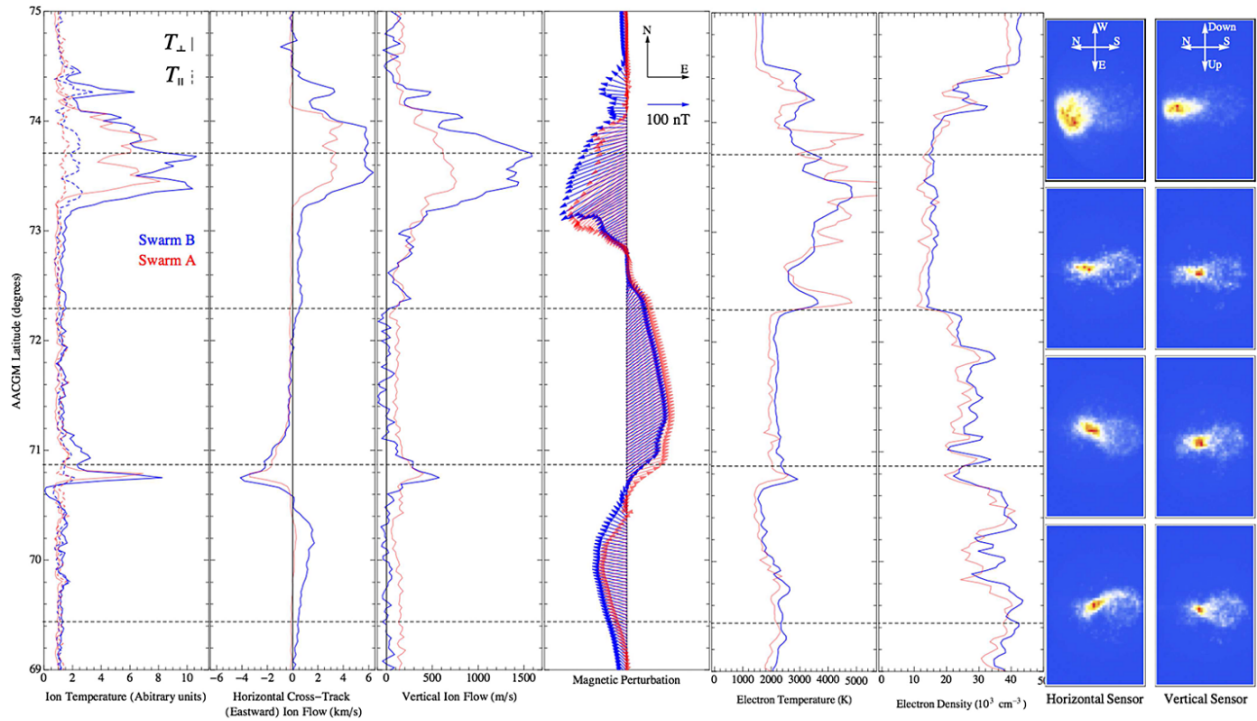 75
74
73
72
71
70
69
AACGM Latitude (degrees)
T⊥ |
T∥ ⁝
Swarm B
Swarm A
0 2 4 6 8 10
Ion Temperature (Abitrary units)
−6 −4 −2 0 2 4 6
Horizontal Cross−Track
(Eastward) Ion Flow (km/s)
0 500 1000 1500
Vertical Ion Flow (m/s)
N
E
100 nT
Magnetic Perturbation
0 1000 2000 3000 4000 5000
Electron Temperature (K)
0 10 20 30 40 50
Electron Density (10³ cm⁻³)
W
N S
E
Horizontal Sensor
Down
N S
Up
Vertical Sensor